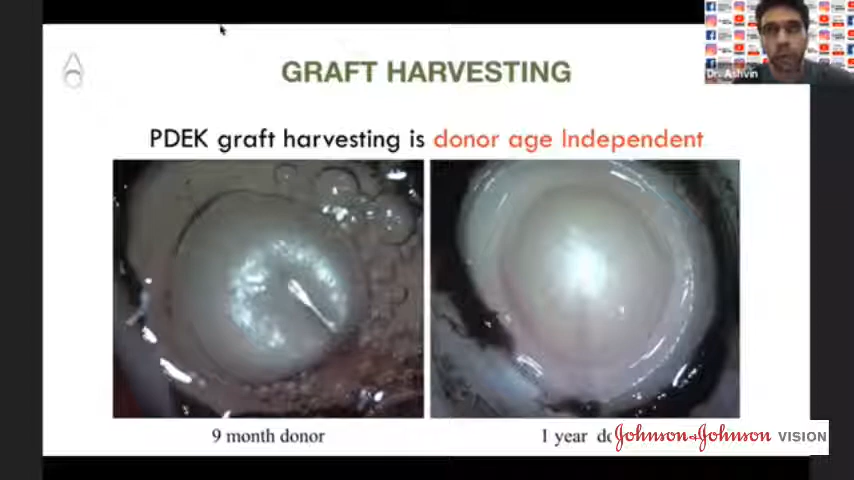 Dr. Ashvin
GRAFT HARVESTING
PDEK graft harvesting is donor age Independent
9 month donor
1 year
Johnson+Johnson VISION